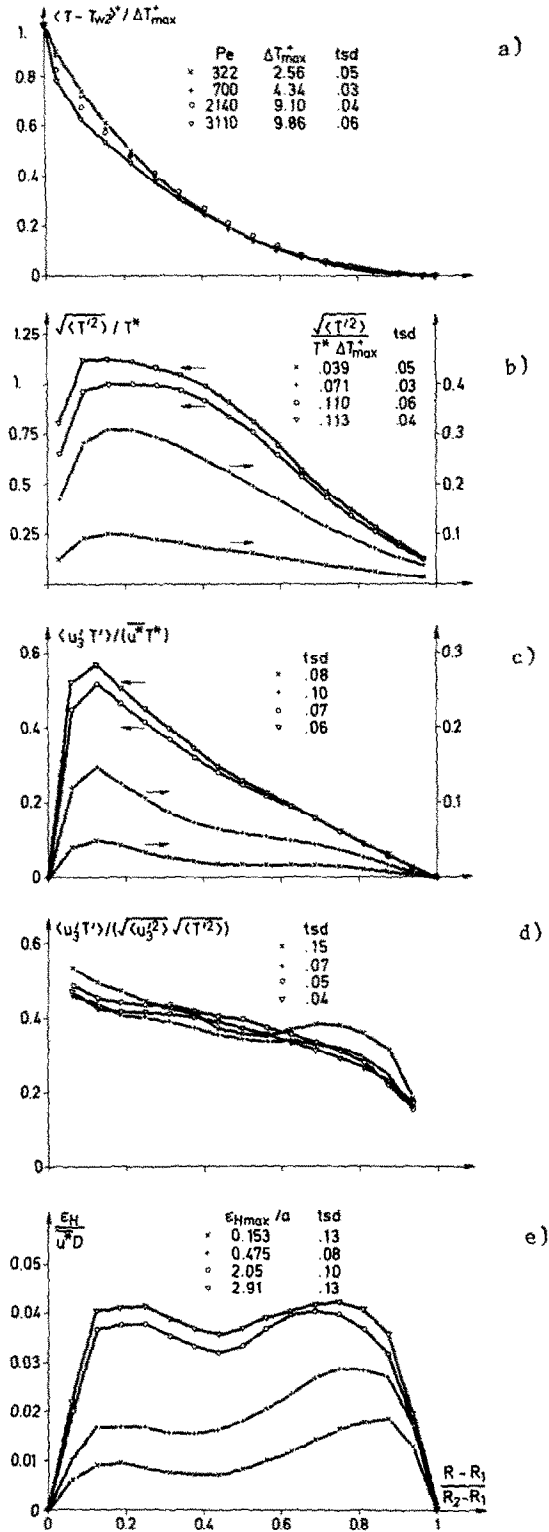 ⟨T - T_w2⟩⁺ / ΔT⁺max
a)
1.
Pe ΔT⁺max tsd
× 322 2.56 .05
+ 700 4.34 .03
○ 2140 9.10 .04
▽ 3110 9.86 .06
0.8
0.6
0.4
0.2
0
√⟨T'²⟩ / T*
1.25
√⟨T'²⟩ / T* ΔT⁺max tsd
b)
× .039 .05
+ .071 .03
○ .110 .06
▽ .113 .04
1.
0.75
0.5
0.25
0.4
0.3
0.2
0.1
0
⟨u₃' T'⟩/(u* T*)
c)
0.6
0.4
0.2
0
tsd
× .08
+ .10
○ .07
▽ .06
0.3
0.2
0.1
0
⟨u₃' T'⟩/(√⟨u₃'²⟩ √⟨T'²⟩)
d)
0.6
0.4
0.2
0
tsd
× .15
+ .07
○ .05
▽ .04
ε_H / u* D
e)
ε_Hmax /a tsd
× 0.153 .13
+ 0.475 .08
○ 2.05 .10
▽ 2.91 .13
0.05
0.04
0.03
0.02
0.01
0
R - R₁ / R₂ - R₁
0 0.2 0.4 0.6 0.8 1